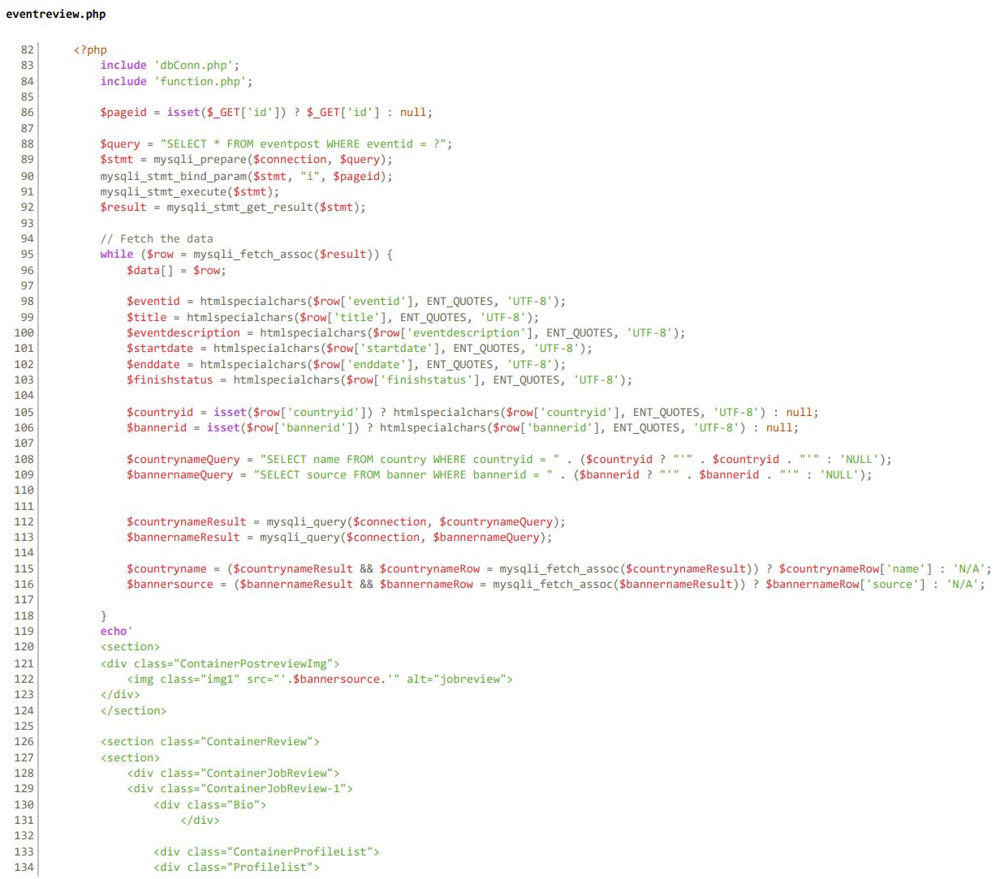 eventreview.php
82 <?php
83 include 'dbConn.php';
84 include 'function.php';
85
86 $pageid = isset($_GET['id']) ? $_GET['id'] : null;
87
88 $query = "SELECT * FROM eventpost WHERE eventid = ?";
89 $stmt = mysqli_prepare($connection, $query);
90 mysqli_stmt_bind_param($stmt, "i", $pageid);
91 mysqli_stmt_execute($stmt);
92 $result = mysqli_stmt_get_result($stmt);
93
94 // Fetch the data
95 while ($row = mysqli_fetch_assoc($result)) {
96 $data[] = $row;
97
98 $eventid = htmlspecialchars($row['eventid'], ENT_QUOTES, 'UTF-8');
99 $title = htmlspecialchars($row['title'], ENT_QUOTES, 'UTF-8');
100 $eventdescription = htmlspecialchars($row['eventdescription'], ENT_QUOTES, 'UTF-8');
101 $startdate = htmlspecialchars($row['startdate'], ENT_QUOTES, 'UTF-8');
102 $enddate = htmlspecialchars($row['enddate'], ENT_QUOTES, 'UTF-8');
103 $finishstatus = htmlspecialchars($row['finishstatus'], ENT_QUOTES, 'UTF-8');
104
105 $countryid = isset($row['countryid']) ? htmlspecialchars($row['countryid'], ENT_QUOTES, 'UTF-8') : null;
106 $bannerid = isset($row['bannerid']) ? htmlspecialchars($row['bannerid'], ENT_QUOTES, 'UTF-8') : null;
107
108 $countrynameQuery = "SELECT name FROM country WHERE countryid = " . ($countryid ? "'" . $countryid . "'" : 'NULL');
109 $bannernameQuery = "SELECT source FROM banner WHERE bannerid = " . ($bannerid ? "'" . $bannerid . "'" : 'NULL');
110
111
112 $countrynameResult = mysqli_query($connection, $countrynameQuery);
113 $bannernameResult = mysqli_query($connection, $bannernameQuery);
114
115 $countryname = ($countrynameResult && $countrynameRow = mysqli_fetch_assoc($countrynameResult)) ? $countrynameRow['name'] : 'N/A';
116 $bannersource = ($bannernameResult && $bannernameRow = mysqli_fetch_assoc($bannernameResult)) ? $bannernameRow['source'] : 'N/A';
117
118 }
119 echo'
120 <section>
121 <div class="ContainerPostreviewImg">
122 <img class="img1" src="'.$bannersource.'" alt="jobreview">
123 </div>
124 </section>
125
126 <section class="ContainerReview">
127 <section>
128 <div class="ContainerJobReview">
129 <div class="ContainerJobReview-1">
130 <div class="Bio">
131 </div>
132
133 <div class="ContainerProfileList">
134 <div class="Profilelist">